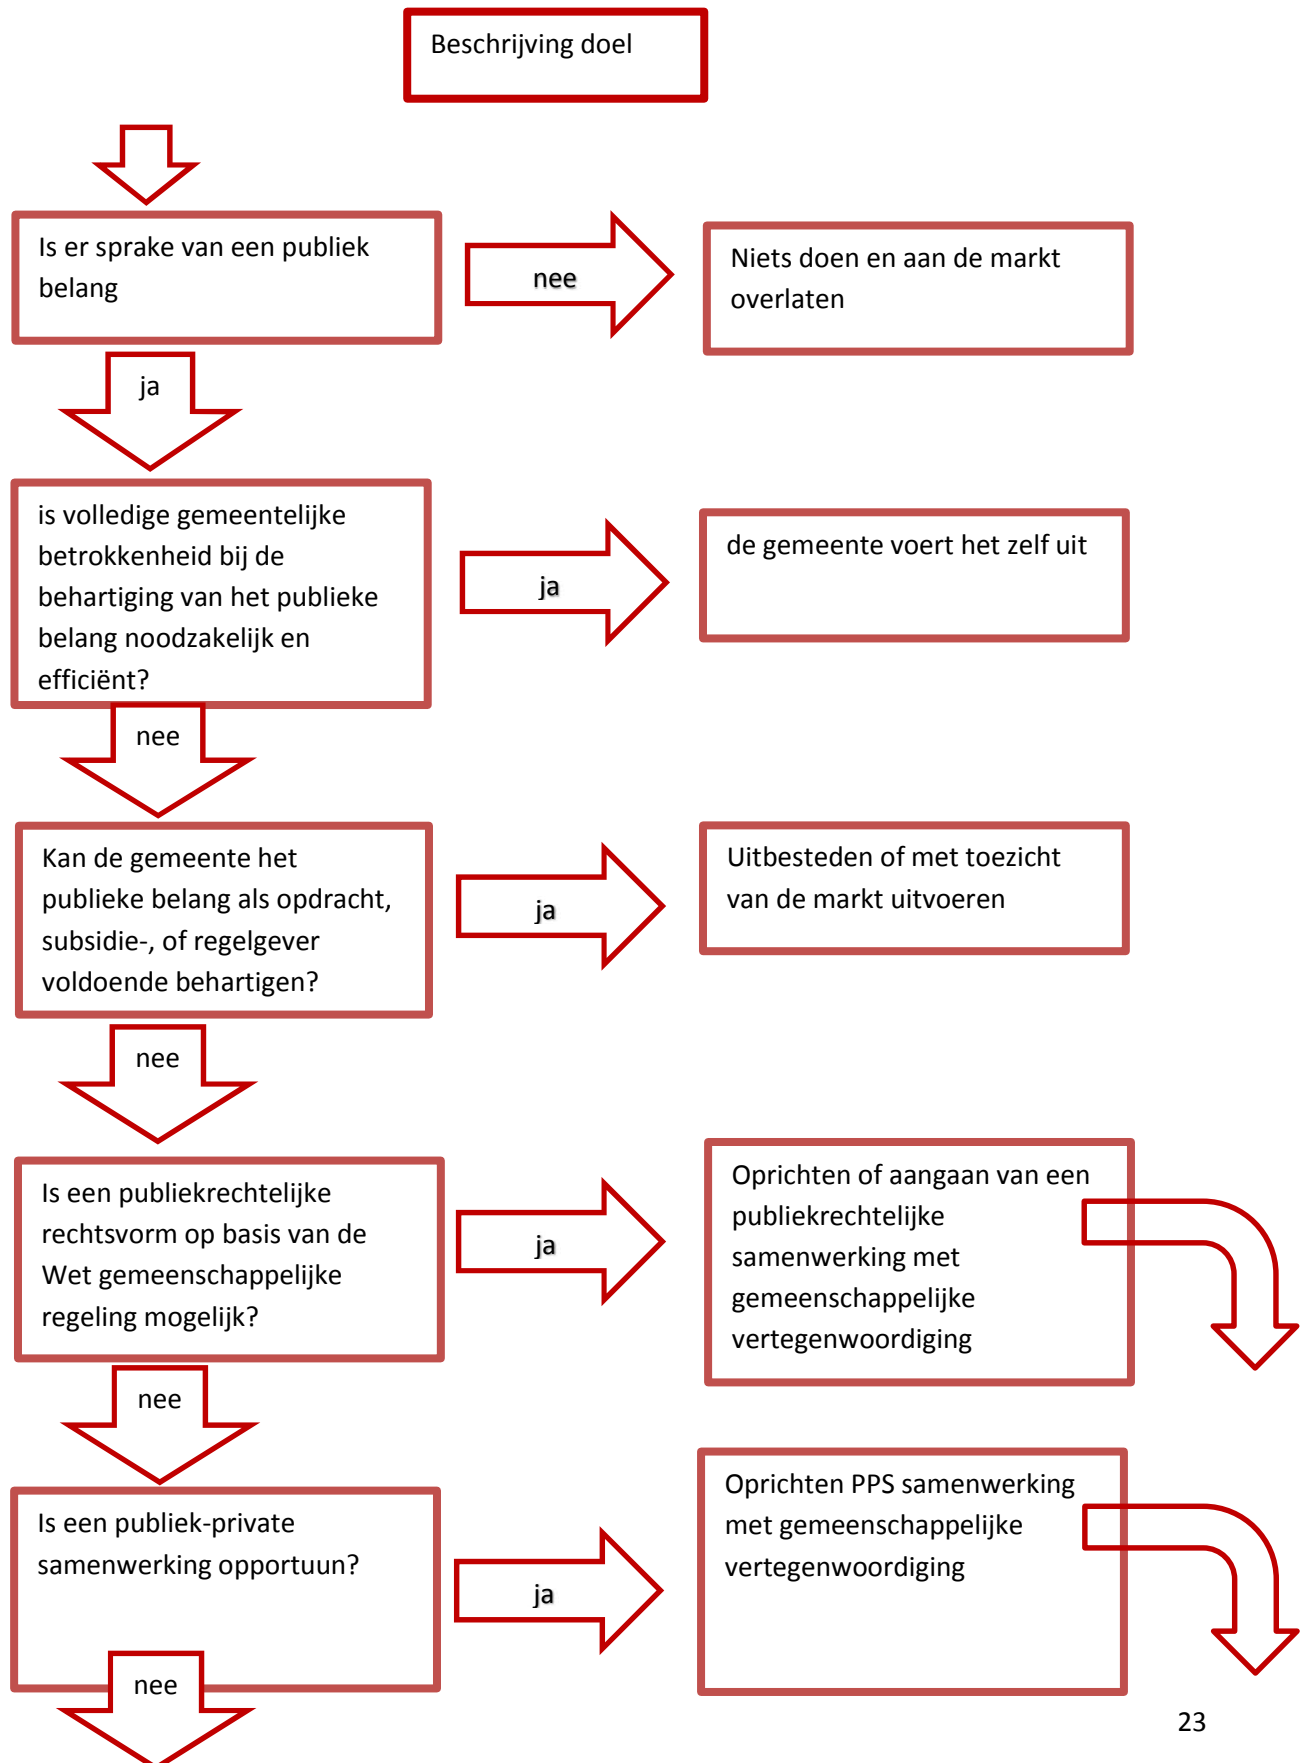 Beschrijving doel
Is er sprake van een publiek
belang
nee
Niets doen en aan de markt
overlaten
ja
is volledige gemeentelijke
betrokkenheid bij de
behartiging van het publieke
belang noodzakelijk en
efficiënt?
ja
de gemeente voert het zelf uit
nee
Kan de gemeente het
publieke belang als opdracht,
subsidie-, of regelgever
voldoende behartigen?
ja
Uitbesteden of met toezicht
van de markt uitvoeren
nee
Is een publiekrechtelijke
rechtsvorm op basis van de
Wet gemeenschappelijke
regeling mogelijk?
ja
Oprichten of aangaan van een
publiekrechtelijke
samenwerking met
gemeenschappelijke
vertegenwoordiging
nee
Is een publiek-private
samenwerking opportuun?
ja
Oprichten PPS samenwerking
met gemeenschappelijke
vertegenwoordiging
nee
23